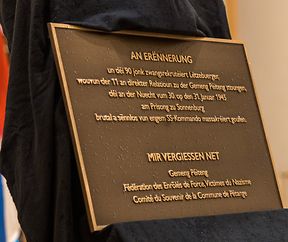 AN ERËNNERUNG
un déi 90 jonk zwangsrekrutéiert Lëtzebuerger,
wouvun der 11 an direkter Relatioun zu der Gemeng Péiteng stoungen,
déi an der Nuecht vum 30. op den 31. Januar 1945
am Prisong zu Sonnenburg
brutal a sënnlos vun engem SS-Kommando massakréiert goufen.
MIR VERGIESSEN NET
Gemeng Péiteng
Fédération des Enrôlés de Force, Victimes du Nazisme
Comité du Souvenir de la Commune de Pétange